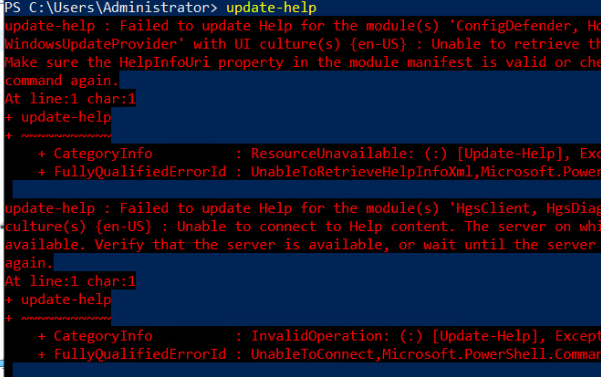 PS C:\Users\Administrator> update-help
update-help : Failed to update Help for the module(s) 'ConfigDefender,
WindowsUpdateProvider' with UI culture(s) {en-US} : Unable to retrieve
Make sure the HelpInfoUri property in the module manifest is valid or
command again.
At line:1 char:1
+ update-help
+ ~~~~~~~~~~~
+ CategoryInfo : ResourceUnavailable: (:) [Update-Help],
+ FullyQualifiedErrorId : UnableToRetrieveHelpInfoXml,Microsoft.Power
update-help : Failed to update Help for the module(s) 'HgsClient, HgsDiag
culture(s) {en-US} : Unable to connect to Help content. The server on
available. Verify that the server is available, or wait until the server
again.
At line:1 char:1
+ update-help
+ ~~~~~~~~~~~
+ CategoryInfo : InvalidOperation: (:) [Update-Help], Except
+ FullyQualifiedErrorId : UnableToConnect,Microsoft.PowerShell.Comman